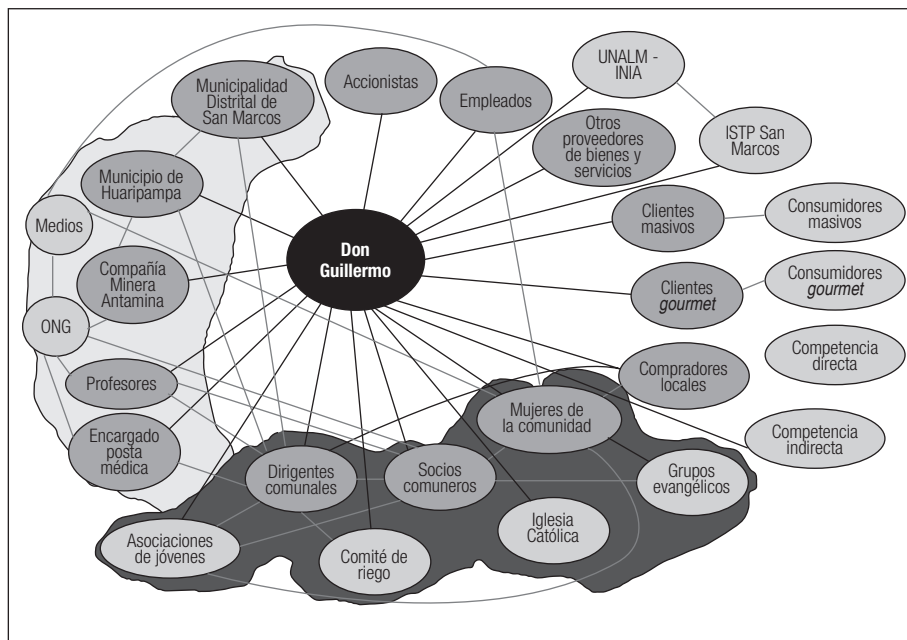 Municipalidad
Distrital de
San Marcos
Accionistas
Empleados
UNALM -
INIA
Otros
proveedores
de bienes y
servicios
ISTP San
Marcos
Municipio de
Huaripampa
Medios
Don
Guillermo
Clientes
masivos
Consumidores
masivos
Compañía
Minera
Antamina
Clientes
gourmet
Consumidores
gourmet
ONG
Profesores
Compradores
locales
Competencia
directa
Encargado
posta
médica
Mujeres de
la comunidad
Competencia
indirecta
Dirigentes
comunales
Socios
comuneros
Grupos
evangélicos
Asociaciones
de jóvenes
Comité de
riego
Iglesia
Católica